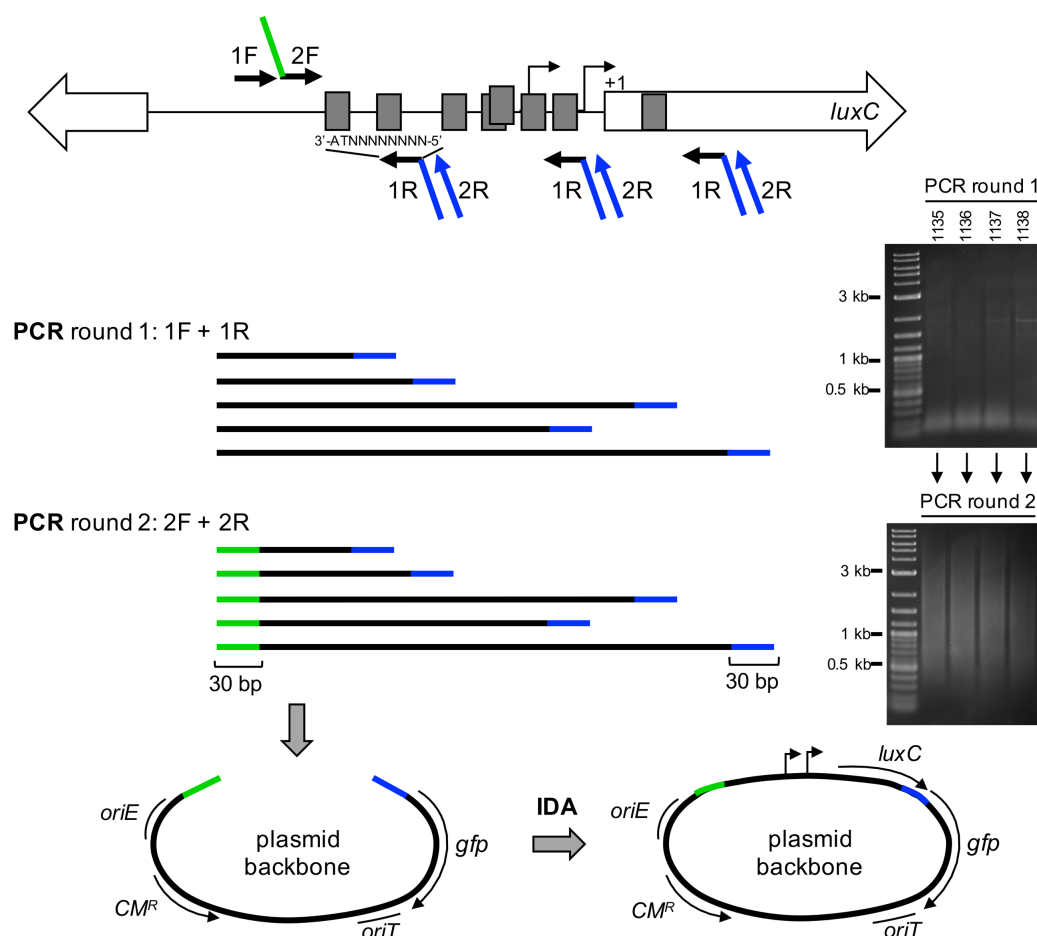 1F 2F
+1
luxC
3'-ATNNNNNNNN-5'
1R 2R 1R 2R 1R 2R
PCR round 1
1135 1136 1137 1138
3 kb
1 kb
0.5 kb
PCR round 1: 1F + 1R
PCR round 2: 2F + 2R
30 bp 30 bp
PCR round 2
3 kb
1 kb
0.5 kb
oriE
plasmid
backbone
gfp
CMR
oriT
IDA
luxC
oriE
plasmid
backbone
gfp
CMR
oriT